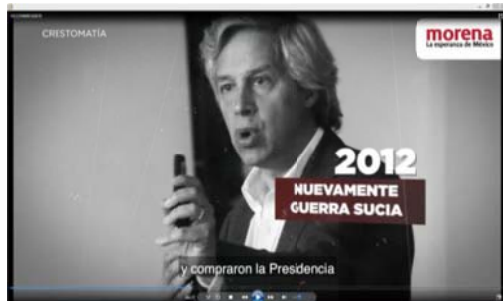 CRESTOMATÍA
morena
La esperanza de México
2012
NUEVAMENTE
GUERRA SUCIA
y compraron la Presidencia